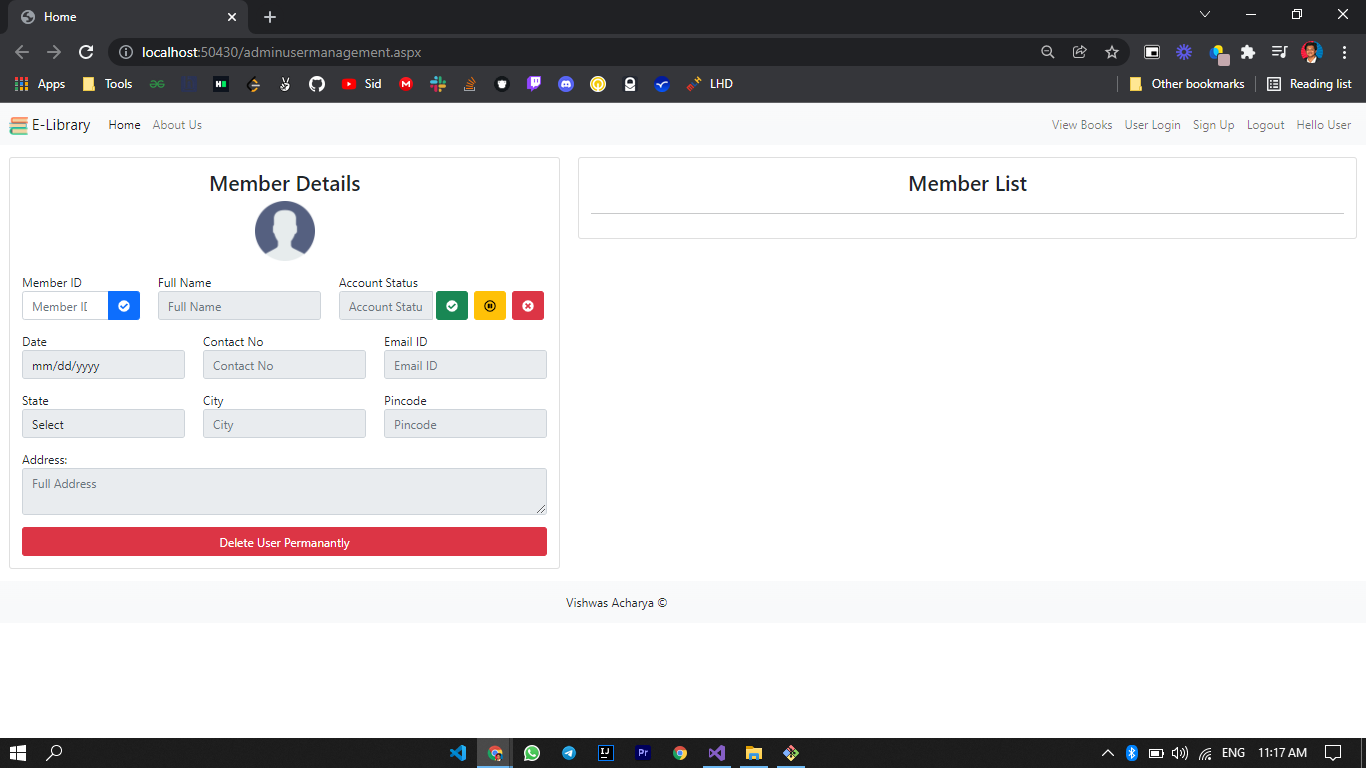 Home
localhost:50430/adminusermanagement.aspx
Apps Tools Sid LHD Other bookmarks Reading list
E-Library Home About Us View Books User Login Sign Up Logout Hello User
Member Details
Member ID Full Name Account Status
Member ID Full Name Account Statu
Date Contact No Email ID
mm/dd/yyyy Contact No Email ID
State City Pincode
Select City Pincode
Address:
Full Address
Delete User Permanantly
Member List
Vishwas Acharya ©
IJ Pr ENG 11:17 AM